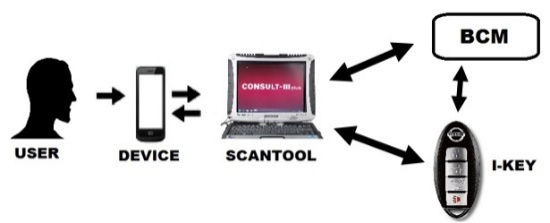 BCM
CONSULT-III plus
USER
DEVICE
SCANTOOL
I-KEY